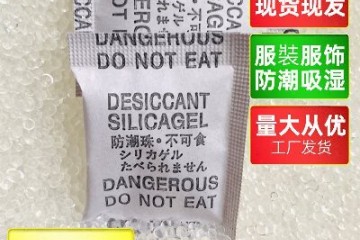 现货现发
DANGEROUS
DO NOT EAT
服裝服饰
防潮吸湿
DESICCANT
SILICAGEL
防潮珠·不可食
シリカゲル
たべられません
DANGEROUS
DO NOT EAT
量大从优
工厂发货